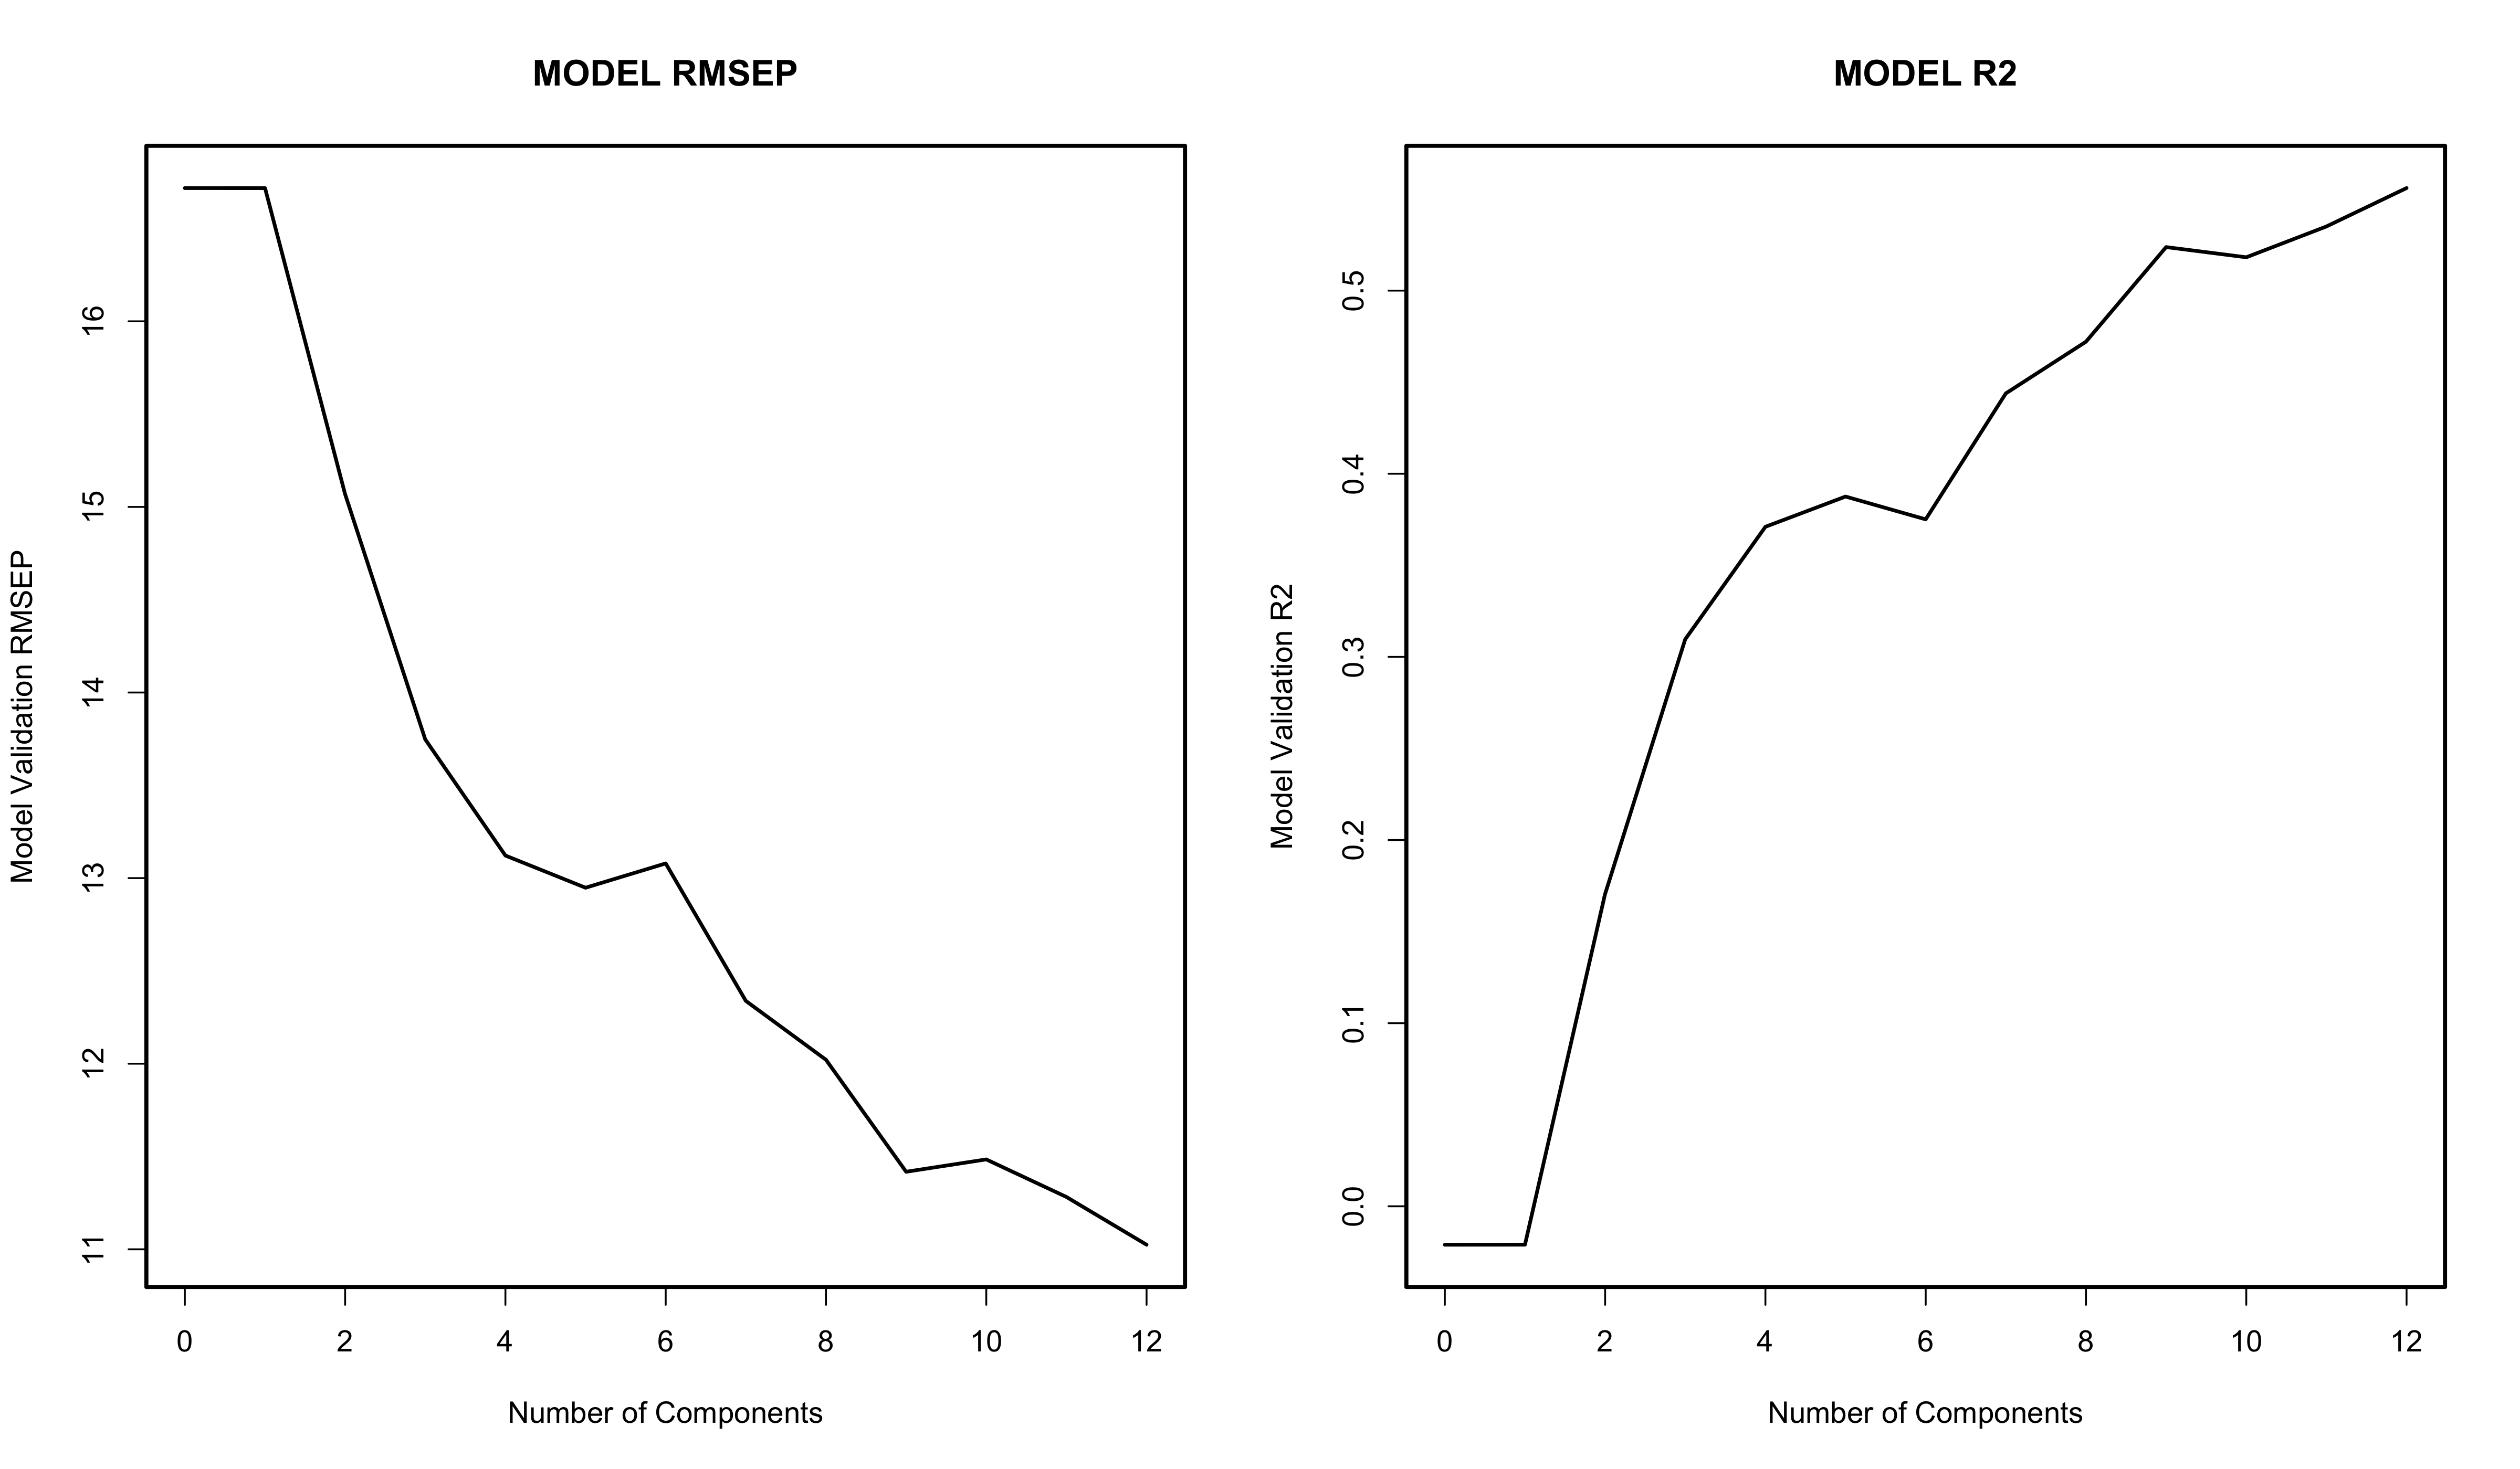 MODEL RMSEP
Model Validation RMSEP
16
15
14
13
12
11
0 2 4 6 8 10 12
Number of Components
MODEL R2
Model Validation R2
0.5
0.4
0.3
0.2
0.1
0.0
0 2 4 6 8 10 12
Number of Components